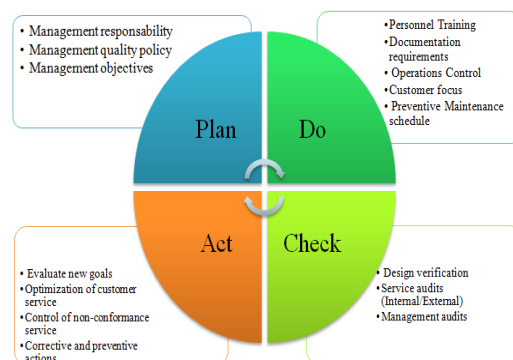 • Management responsability
• Management quality policy
• Management objectives
Plan
• Personnel Training
• Documentation
requirements
• Operations Control
• Customer focus
• Preventive Maintenance
schedule
Do
Act
• Evaluate new goals
• Optimization of customer
service
• Control of non-conformance
service
• Corrective and preventive
actions
Check
• Design verification
• Service audits
(Internal/External)
• Management audits